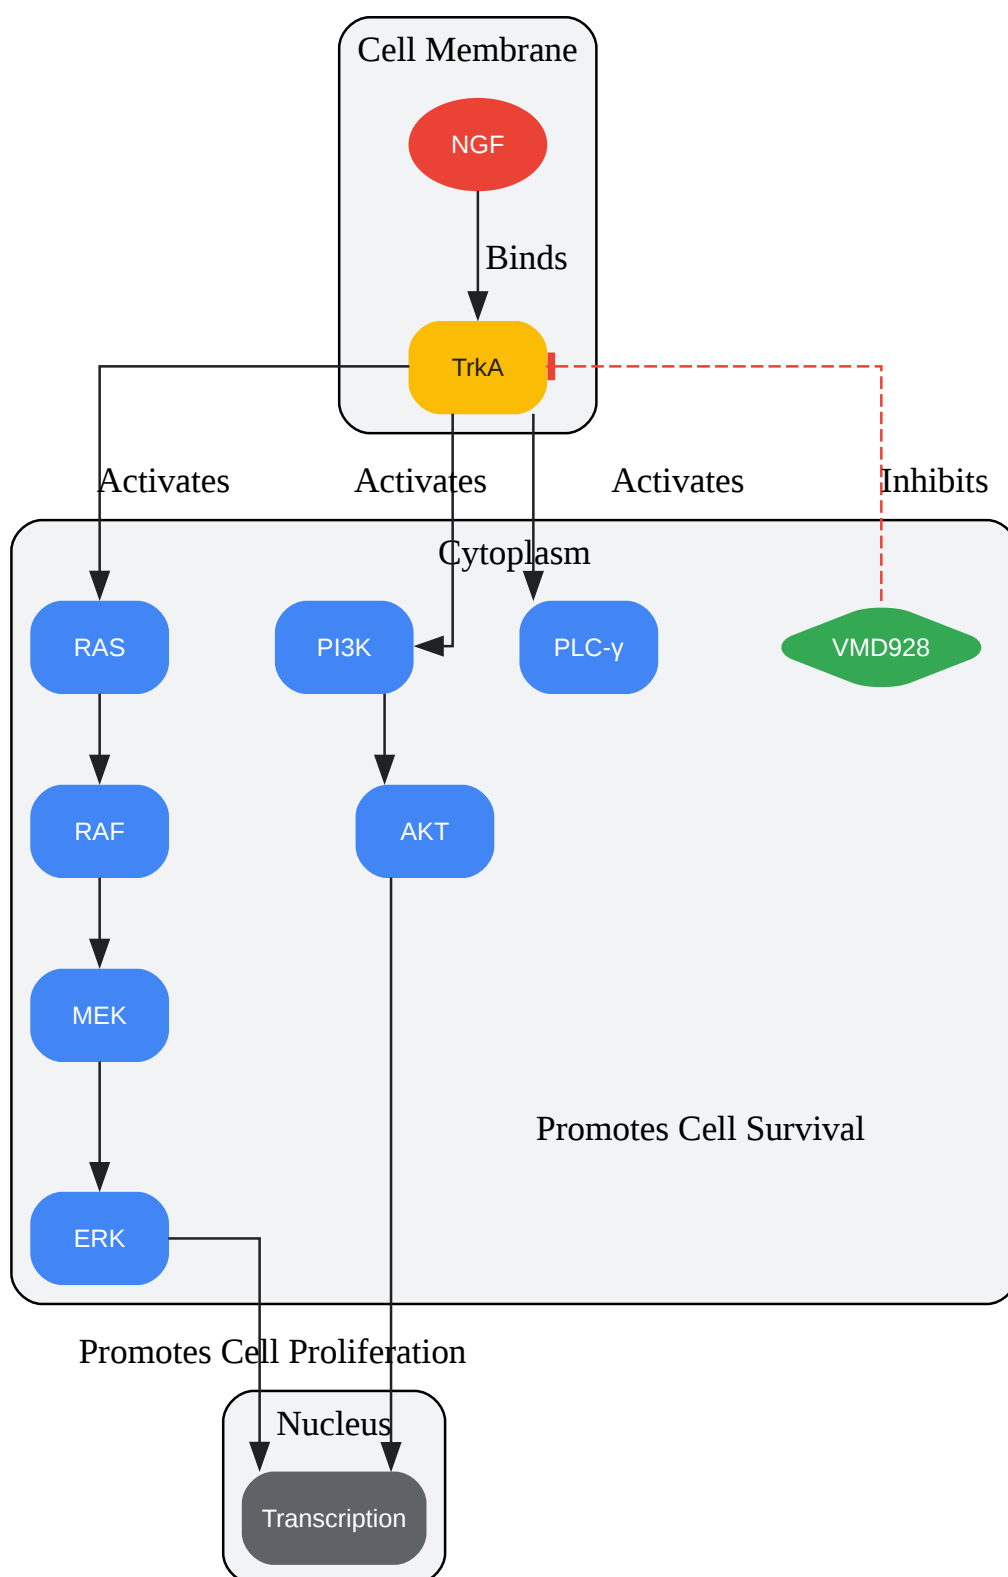 Cell Membrane
NGF
Binds
TrkA
Activates
Activates
Activates
Inhibits
Cytoplasm
RAS
PI3K
PLC-γ
VMD928
RAF
AKT
MEK
Promotes Cell Survival
ERK
Promotes Cell Proliferation
Nucleus
Transcription